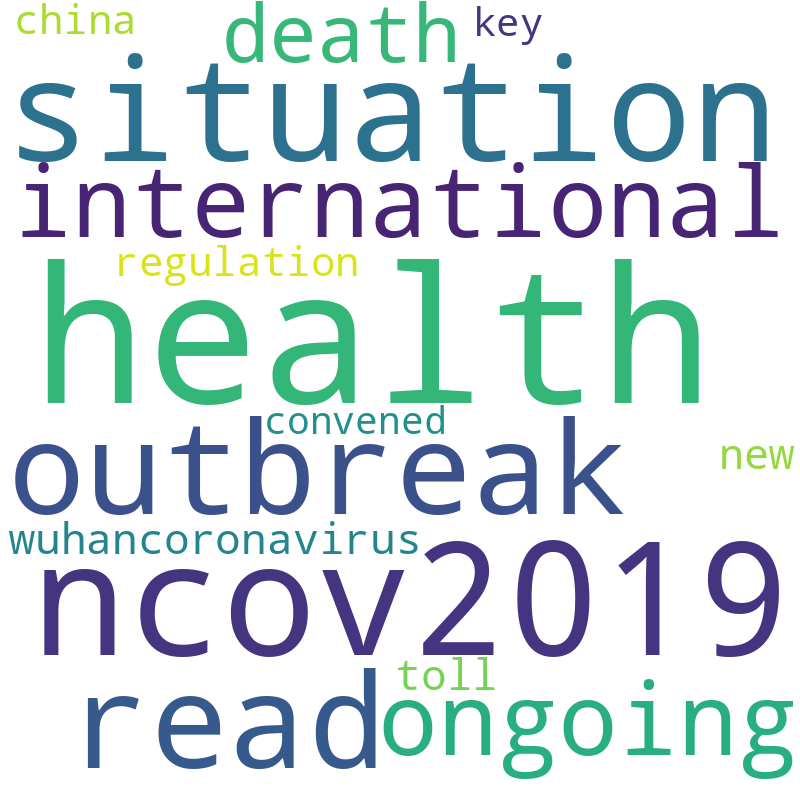 china death key
situation
international
regulation
health
convened
outbreak
new
wuhancoronavirus
ncov2019
toll
read ongoing